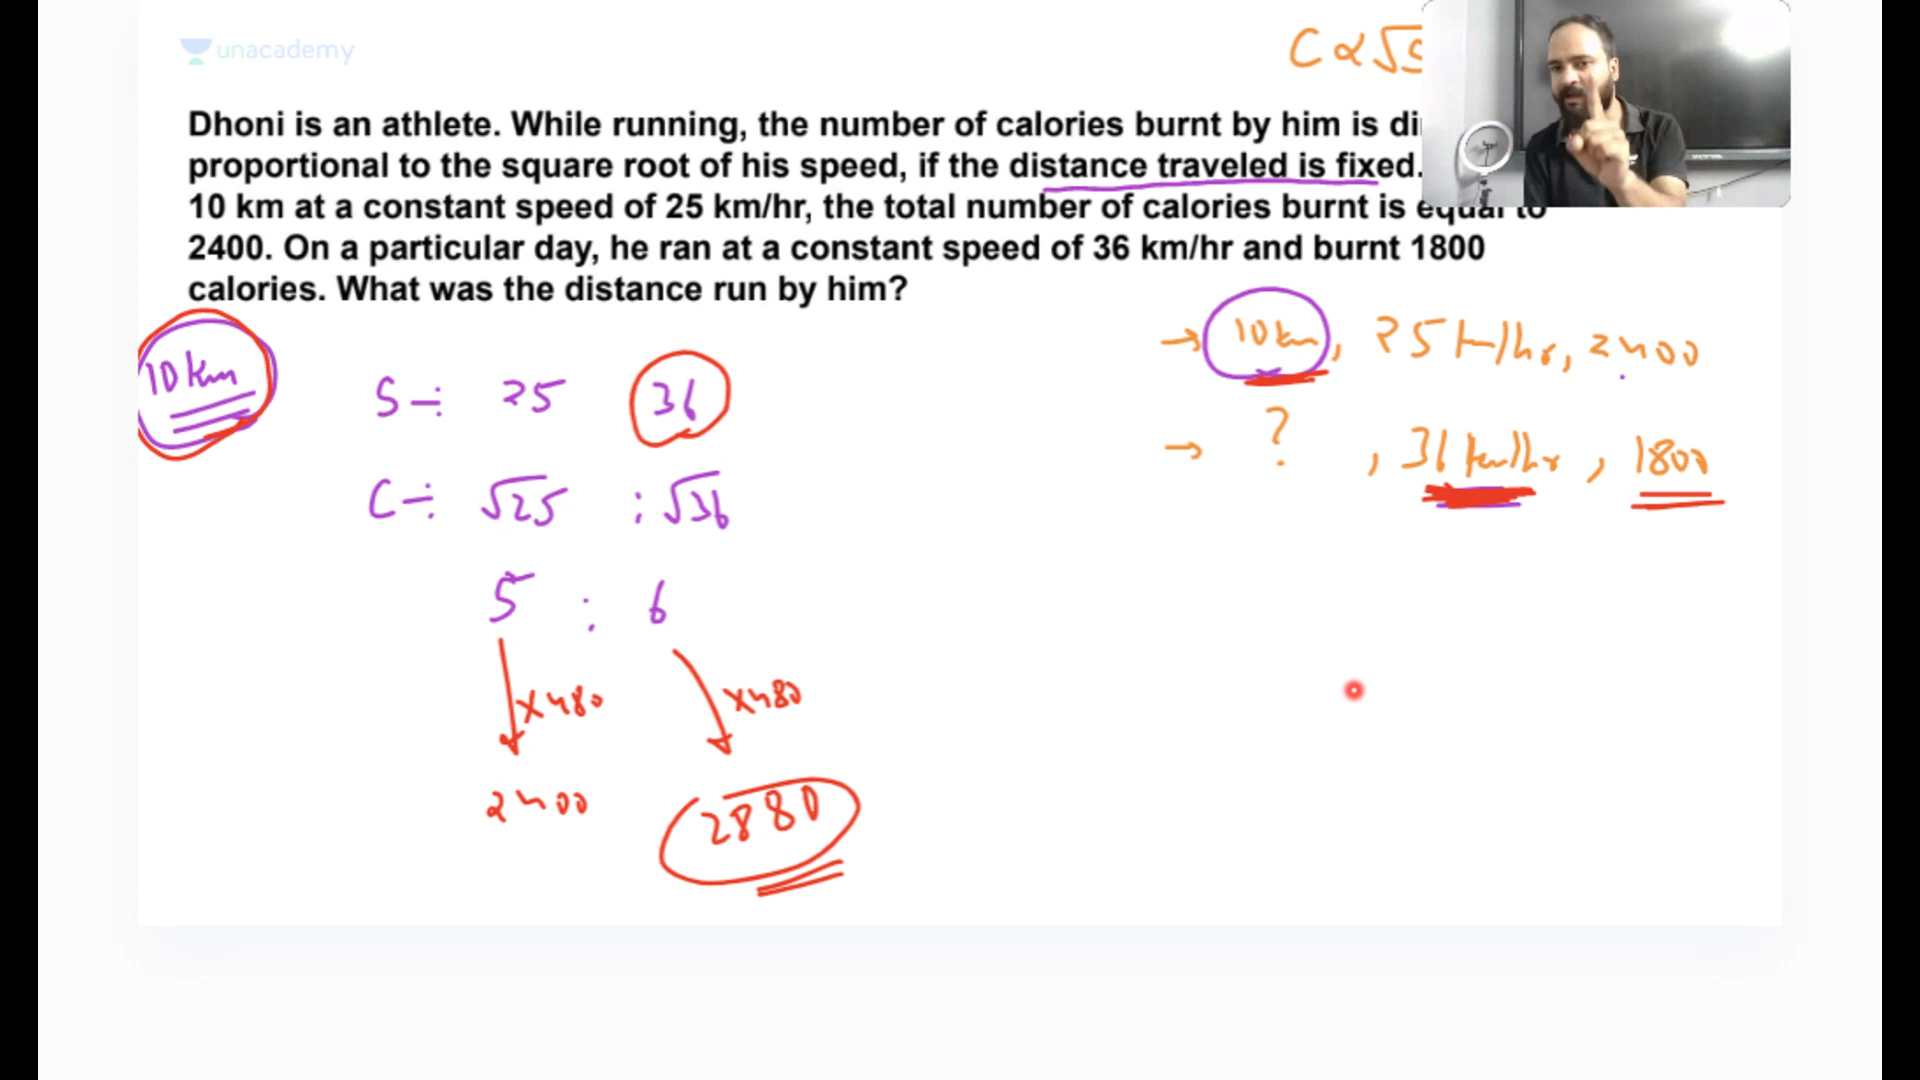 unacademy
C ∝ √S
Dhoni is an athlete. While running, the number of calories burnt by him is di
proportional to the square root of his speed, if the distance traveled is fixed.
10 km at a constant speed of 25 km/hr, the total number of calories burnt is equal to
2400. On a particular day, he ran at a constant speed of 36 km/hr and burnt 1800
calories. What was the distance run by him?
→ 10 km, 25 km/hr, 2400
10 km
S ÷ 25 36
→ ? , 36 km/hr , 1800
C ÷ √25 : √36
5 : 6
×480 ×480
2400 2880